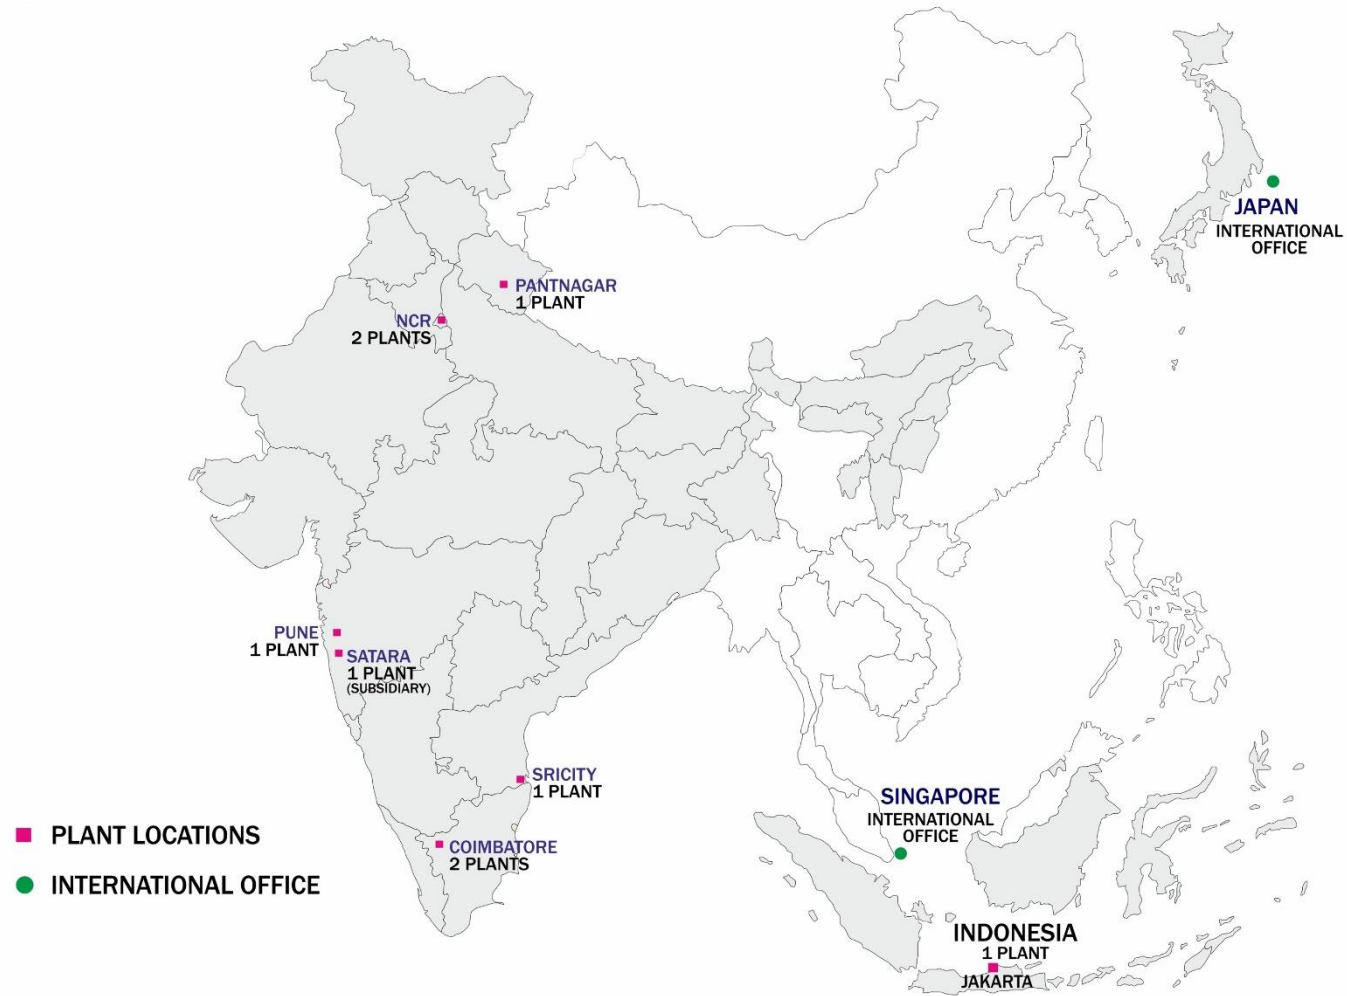 JAPAN
INTERNATIONAL
OFFICE
PANTNAGAR
1 PLANT
NCR
2 PLANTS
PUNE
1 PLANT
SATARA
1 PLANT
(SUBSIDIARY)
SRICITY
1 PLANT
COIMBATORE
2 PLANTS
SINGAPORE
INTERNATIONAL
OFFICE
INDONESIA
1 PLANT
JAKARTA
PLANT LOCATIONS
INTERNATIONAL OFFICE